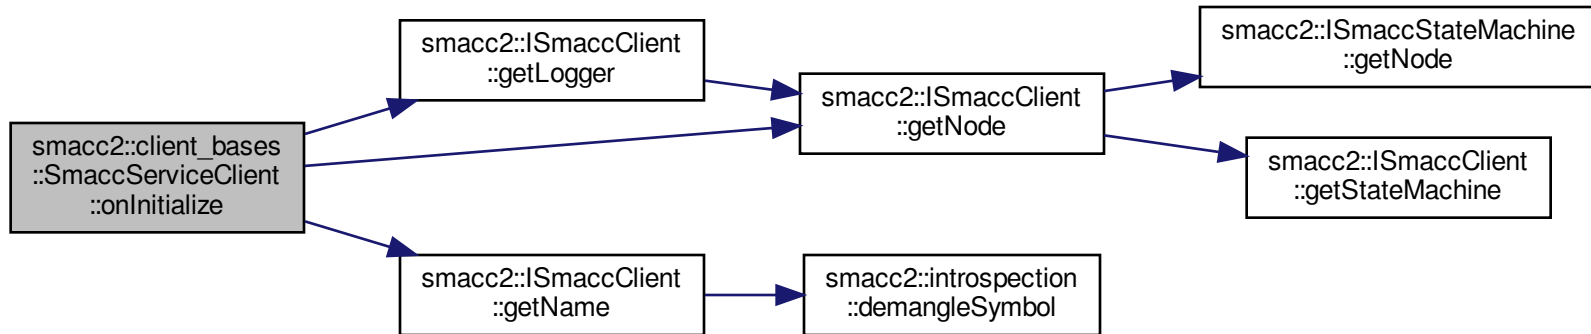 smacc2::client_bases
::SmaccServiceClient
::onInitialize
smacc2::ISmaccClient
::getLogger
smacc2::ISmaccClient
::getNode
smacc2::ISmaccStateMachine
::getNode
smacc2::ISmaccClient
::getStateMachine
smacc2::ISmaccClient
::getName
smacc2::introspection
::demangleSymbol